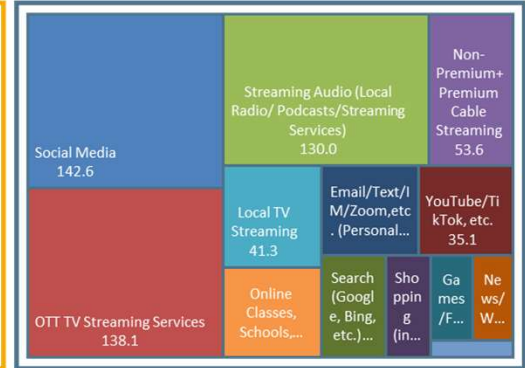 Social Media
142.6
OTT TV Streaming Services
138.1
Streaming Audio (Local
Radio/ Podcasts/Streaming
Services)
130.0
Non-
Premium+
Premium
Cable
Streaming
53.6
Local TV
Streaming
41.3
Email/Text/I
M/Zoom,etc
. (Personal...
YouTube/Ti
kTok, etc.
35.1
Online
Classes,
Schools,...
Search
(Googl
e, Bing,
etc.)...
Sho
ppin
g
(in...
Ga
mes
/F...
Ne
ws/
W...